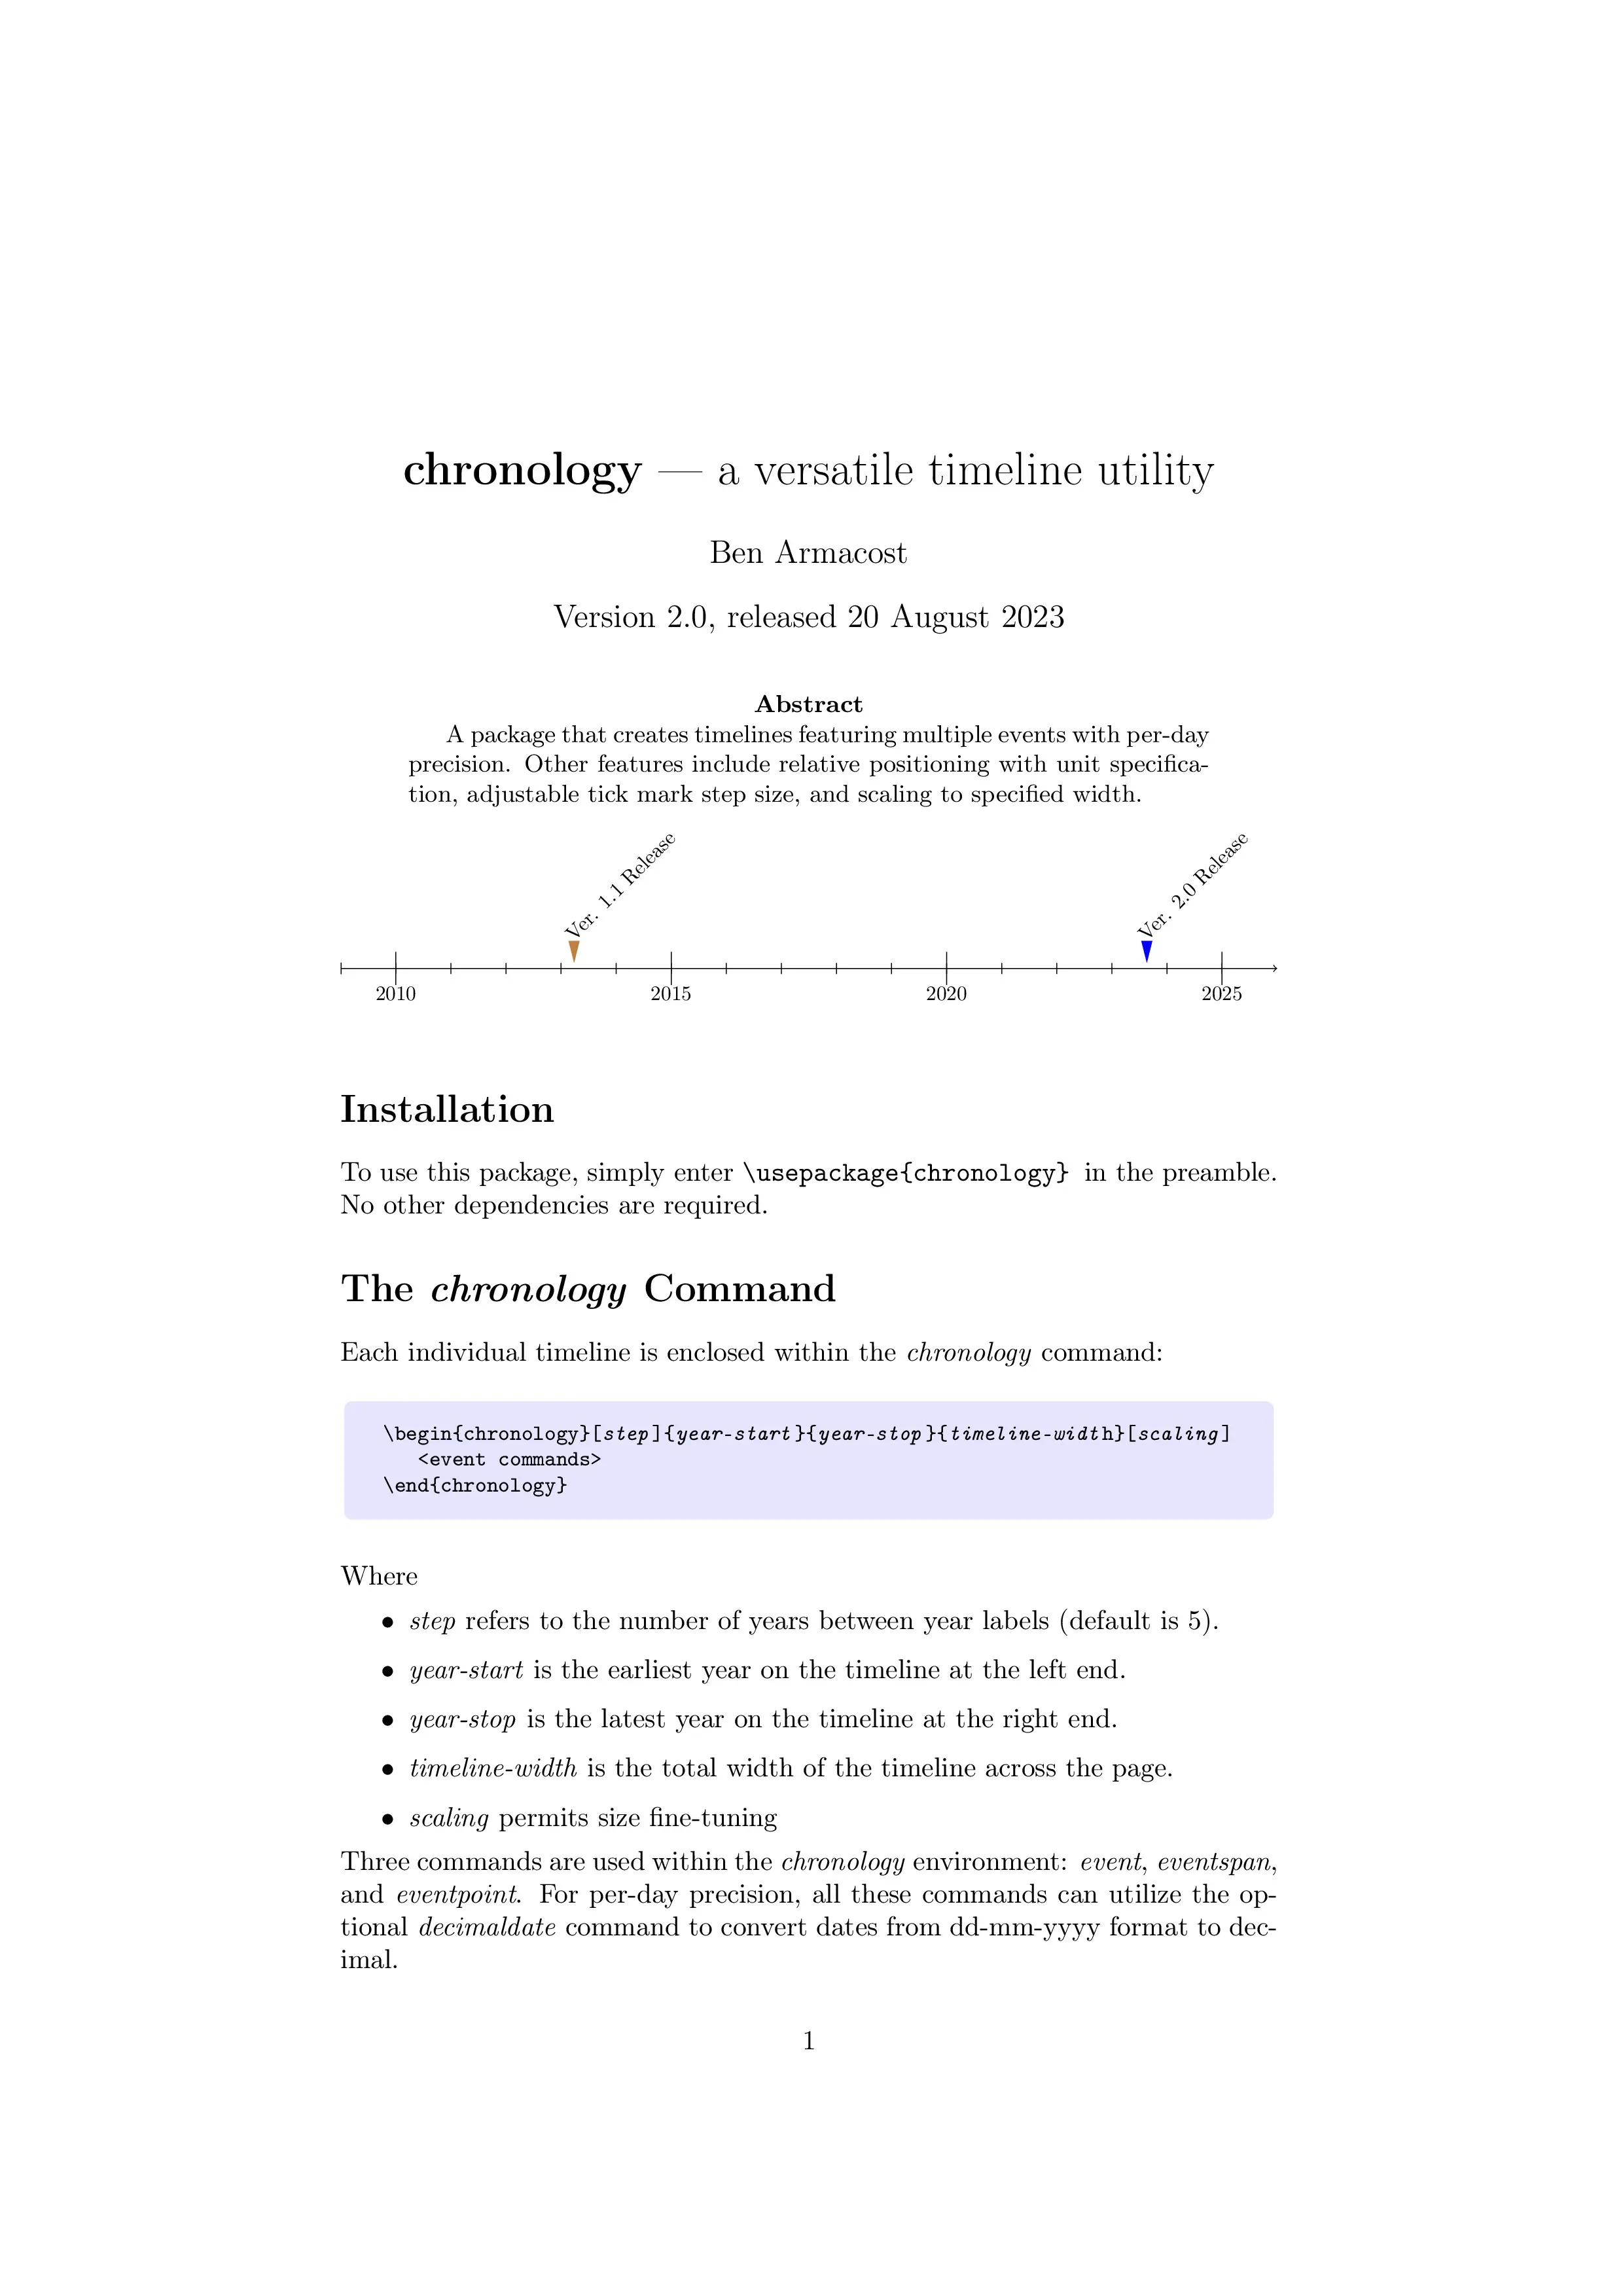 chronology — a versatile timeline utility
Ben Armacost
Version 2.0, released 20 August 2023
Abstract
A package that creates timelines featuring multiple events with per-day
precision. Other features include relative positioning with unit specifica-
tion, adjustable tick mark step size, and scaling to specified width.
Ver. 1.1 Release
Ver. 2.0 Release
2010
2015
2020
2025
Installation
To use this package, simply enter \usepackage{chronology} in the preamble.
No other dependencies are required.
The chronology Command
Each individual timeline is enclosed within the chronology command:
\begin{chronology}[step]{year-start}{year-stop}{timeline-width}[scaling]
<event commands>
\end{chronology}
Where
• step refers to the number of years between year labels (default is 5).
• year-start is the earliest year on the timeline at the left end.
• year-stop is the latest year on the timeline at the right end.
• timeline-width is the total width of the timeline across the page.
• scaling permits size fine-tuning
Three commands are used within the chronology environment: event, eventspan,
and eventpoint. For per-day precision, all these commands can utilize the op-
tional decimaldate command to convert dates from dd-mm-yyyy format to dec-
imal.
1